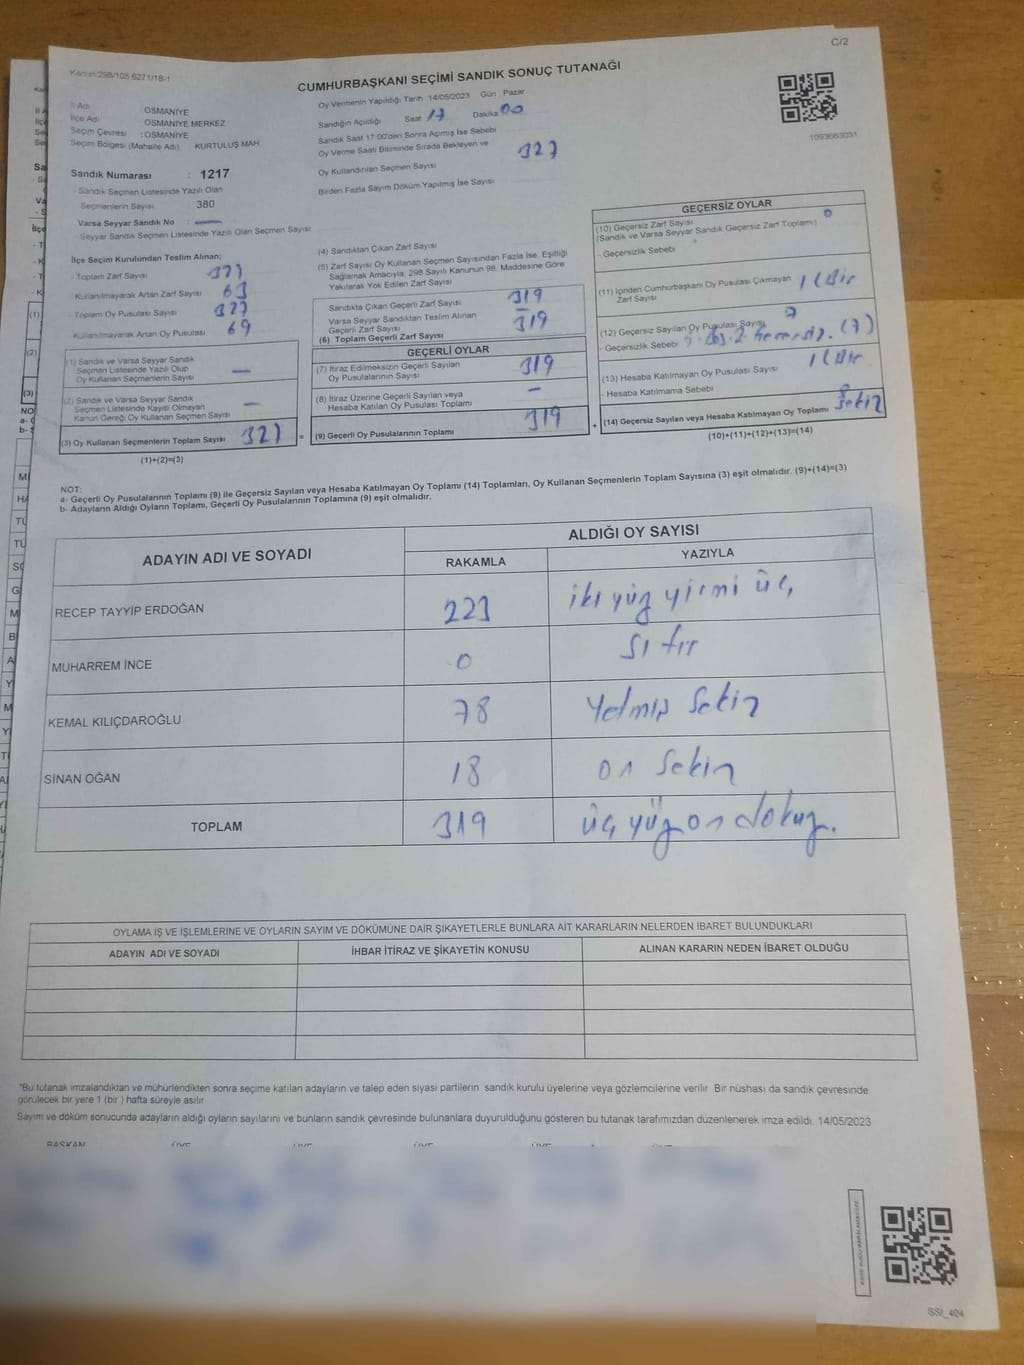 C/2
Kanun:298/105 6271/18-1
CUMHURBAŞKANI SEÇİMİ SANDIK SONUÇ TUTANAĞI
İl Adı OSMANİYE
İlçe Adı OSMANİYE MERKEZ
Seçim Çevresi : OSMANİYE
Seçim Bölgesi (Mahalle Adı) KURTULUŞ MAH.
Sandık Numarası : 1217
- Sandık Seçmen Listesinde Yazılı Olan
Seçmenlerin Sayısı 380
Varsa Seyyar Sandık No : —
- Seyyar Sandık Seçmen Listesinde Yazılı Olan Seçmen Sayısı
Oy Vermenin Yapıldığı Tarih :14/05/2023 Gün : Pazar
Sandığın Açıldığı Saat 17 Dakika 00
Sandık Saat 17:00'den Sonra Açılmış İse Sebebi
Oy Verme Saati Bitiminde Sırada Bekleyen ve
Oy Kullandırılan Seçmen Sayısı 327
Birden Fazla Sayım Döküm Yapılmış İse Sayısı
1093663031
İlçe Seçim Kurulundan Teslim Alınan;
- Toplam Zarf Sayısı
- Kullanılmayarak Artan Zarf Sayısı 63
- Toplam Oy Pusulası Sayısı
- Kullanılmayarak Artan Oy Pusulası 69
(1) Sandık ve Varsa Seyyar Sandık
Seçmen Listesinde Yazılı Olup
Oy Kullanan Seçmenlerin Sayısı —
(2) Sandık ve Varsa Seyyar Sandık
Seçmen Listesinde Kayıtlı Olmayan
Kanun Gereği Oy Kullanan Seçmen Sayısı —
(3) Oy Kullanan Seçmenlerin Toplam Sayısı 327
=
(1)+(2)=(3)
(4) Sandıktan Çıkan Zarf Sayısı
(5) Zarf Sayısı Oy Kullanan Seçmen Sayısından Fazla İse, Eşitliği
Sağlamak Amacıyla, 298 Sayılı Kanunun 98. Maddesine Göre
Yakılarak Yok Edilen Zarf Sayısı
Sandıkta Çıkan Geçerli Zarf Sayısı 319
Varsa Seyyar Sandıktan Teslim Alınan
Geçerli Zarf Sayısı —
(6) Toplam Geçerli Zarf Sayısı 319
GEÇERLİ OYLAR
(7) İtiraz Edilmeksizin Geçerli Sayılan
Oy Pusulalarının Sayısı 319
(8) İtiraz Üzerine Geçerli Sayılan veya
Hesaba Katılan Oy Pusulası Toplamı —
(9) Geçerli Oy Pusulalarının Toplamı 319
+
GEÇERSİZ OYLAR
(10) Geçersiz Zarf Sayısı 0
(Sandık ve Varsa Seyyar Sandık Geçersiz Zarf Toplamı)
- Geçersizlik Sebebi
(11) İçinden Cumhurbaşkanı Oy Pusulası Çıkmayan
Zarf Sayısı 1 (bir
(12) Geçersiz Sayılan Oy Pusulası Sayısı 7
- Geçersizlik Sebebi (7)
(13) Hesaba Katılmayan Oy Pusulası Sayısı
- Hesaba Katılmama Sebebi
(14) Geçersiz Sayılan veya Hesaba Katılmayan Oy Toplamı 8 sekiz
(10)+(11)+(12)+(13)=(14)
NOT:
a- Geçerli Oy Pusulalarının Toplamı (9) ile Geçersiz Sayılan veya Hesaba Katılmayan Oy Toplamı (14) Toplamları, Oy Kullanan Seçmenlerin Toplam Sayısına (3) eşit olmalıdır. (9)+(14)=(3)
b- Adayların Aldığı Oyların Toplamı, Geçerli Oy Pusulalarının Toplamına (9) eşit olmalıdır.
ADAYIN ADI VE SOYADI ALDIĞI OY SAYISI
RAKAMLA YAZIYLA
RECEP TAYYİP ERDOĞAN 223 iki yüz yirmi üç
MUHARREM İNCE 0 sıfır
KEMAL KILIÇDAROĞLU 78 Yetmiş sekiz
SİNAN OĞAN 18 on sekiz
TOPLAM 319 üç yüz on dokuz.
OYLAMA İŞ VE İŞLEMLERİNE VE OYLARIN SAYIM VE DÖKÜMÜNE DAİR ŞİKAYETLERLE BUNLARA AİT KARARLARIN NELERDEN İBARET BULUNDUKLARI
ADAYIN ADI VE SOYADI İHBAR İTİRAZ VE ŞİKAYETİN KONUSU ALINAN KARARIN NEDEN İBARET OLDUĞU
"Bu tutanak imzalandıktan ve mühürlendikten sonra seçime katılan adayların ve talep eden siyasi partilerin sandık kurulu üyelerine veya gözlemcilerine verilir. Bir nüshası da sandık çevresinde
görülecek bir yere 1 (bir ) hafta süreyle asılır.
Sayım ve döküm sonucunda adayların aldığı oyların sayılarını ve bunların sandık çevresinde bulunanlara duyurulduğunu gösteren bu tutanak tarafımızdan düzenlenerek imza edildi. 14/05/2023
BAŞKAN ÜYE ÜYE ÜYE ÜYE ÜYE
SSI_404